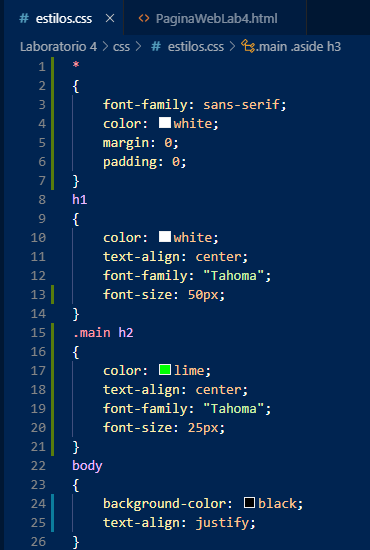 estilos.css × <> PaginaWebLab4.html
Laboratorio 4 > css > # estilos.css > .main .aside h3
1 *
2 {
3 font-family: sans-serif;
4 color: white;
5 margin: 0;
6 padding: 0;
7 }
8 h1
9 {
10 color: white;
11 text-align: center;
12 font-family: "Tahoma";
13 font-size: 50px;
14 }
15 .main h2
16 {
17 color: lime;
18 text-align: center;
19 font-family: "Tahoma";
20 font-size: 25px;
21 }
22 body
23 {
24 background-color: black;
25 text-align: justify;
26 }